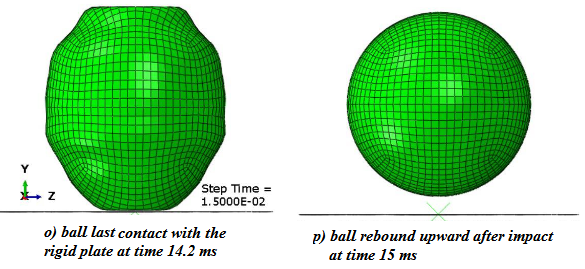 Y
X
Z
Step Time =
1.5000E-02
o) ball last contact with the
rigid plate at time 14.2 ms
p) ball rebound upward after impact
at time 15 ms